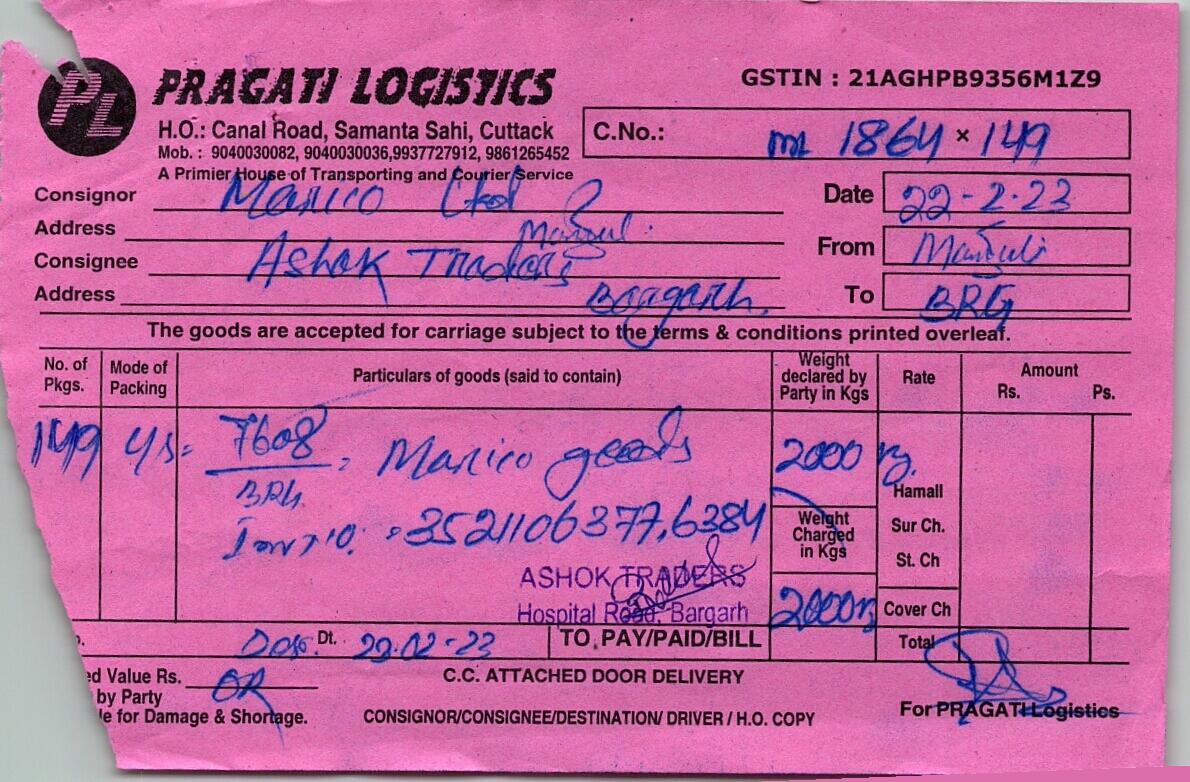 PL PRAGATI LOGISTICS
GSTIN : 21AGHPB9356M1Z9
H.O.: Canal Road, Samanta Sahi, Cuttack
Mob. : 9040030082, 9040030036,9937727912, 9861265452
A Primier House of Transporting and Courier Service
C.No.: 1864 × 149
Consignor Marico Ltd
Date 22-2-23
Address
From
Consignee Ashok Traders
Address Bargarh.
To BRG
The goods are accepted for carriage subject to the terms & conditions printed overleaf.
No. of Pkgs. Mode of Packing Particulars of goods (said to contain) Weight declared by Party in Kgs Rate Amount Rs. Ps.
149 7608 Marico goods 2000
BRG
Hamall
3521106377,6384
Weight Charged in Kgs
Sur Ch.
St. Ch
ASHOK TRADERS
Hospital Road, Bargarh
2000
Cover Ch
Dt. TO PAY/PAID/BILL
Total
ed Value Rs.
C.C. ATTACHED DOOR DELIVERY
by Party
le for Damage & Shortage.
CONSIGNOR/CONSIGNEE/DESTINATION/ DRIVER / H.O. COPY
For PRAGATI Logistics